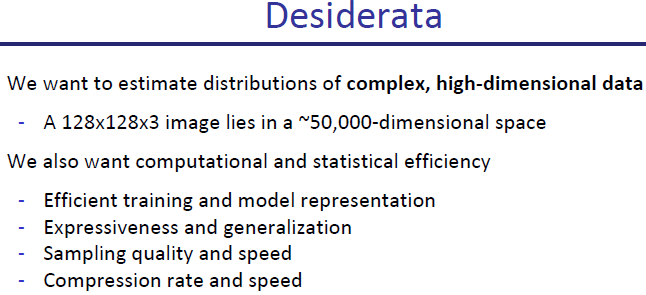 Desiderata
We want to estimate distributions of complex, high-dimensional data
- A 128x128x3 image lies in a ~50,000-dimensional space
We also want computational and statistical efficiency
- Efficient training and model representation
- Expressiveness and generalization
- Sampling quality and speed
- Compression rate and speed